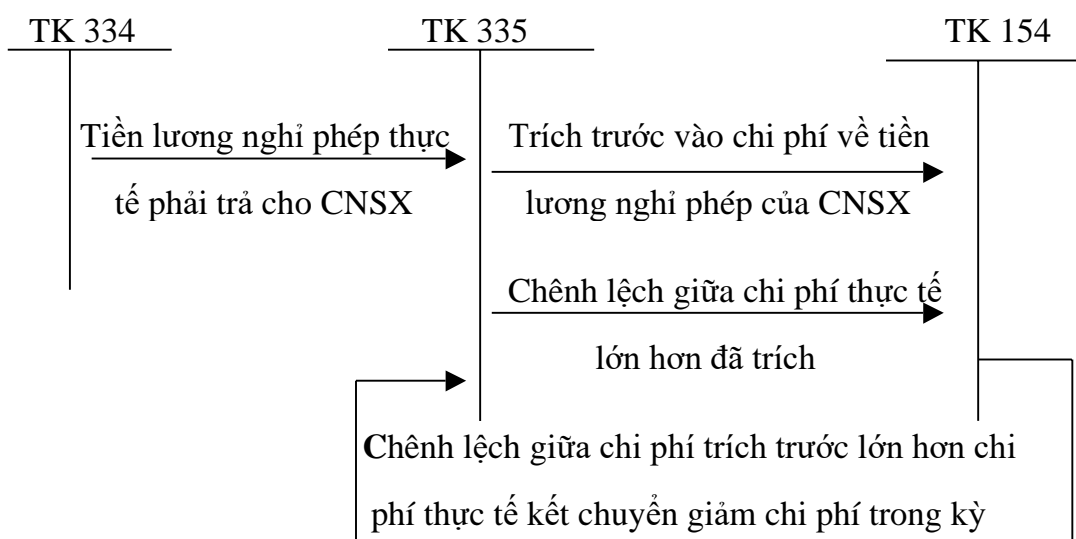 TK 334 TK 335 TK 154
Tiền lương nghỉ phép thực
tế phải trả cho CNSX
Trích trước vào chi phí về tiền
lương nghỉ phép của CNSX
Chênh lệch giữa chi phí thực tế
lớn hơn đã trích
Chênh lệch giữa chi phí trích trước lớn hơn chi
phí thực tế kết chuyển giảm chi phí trong kỳ